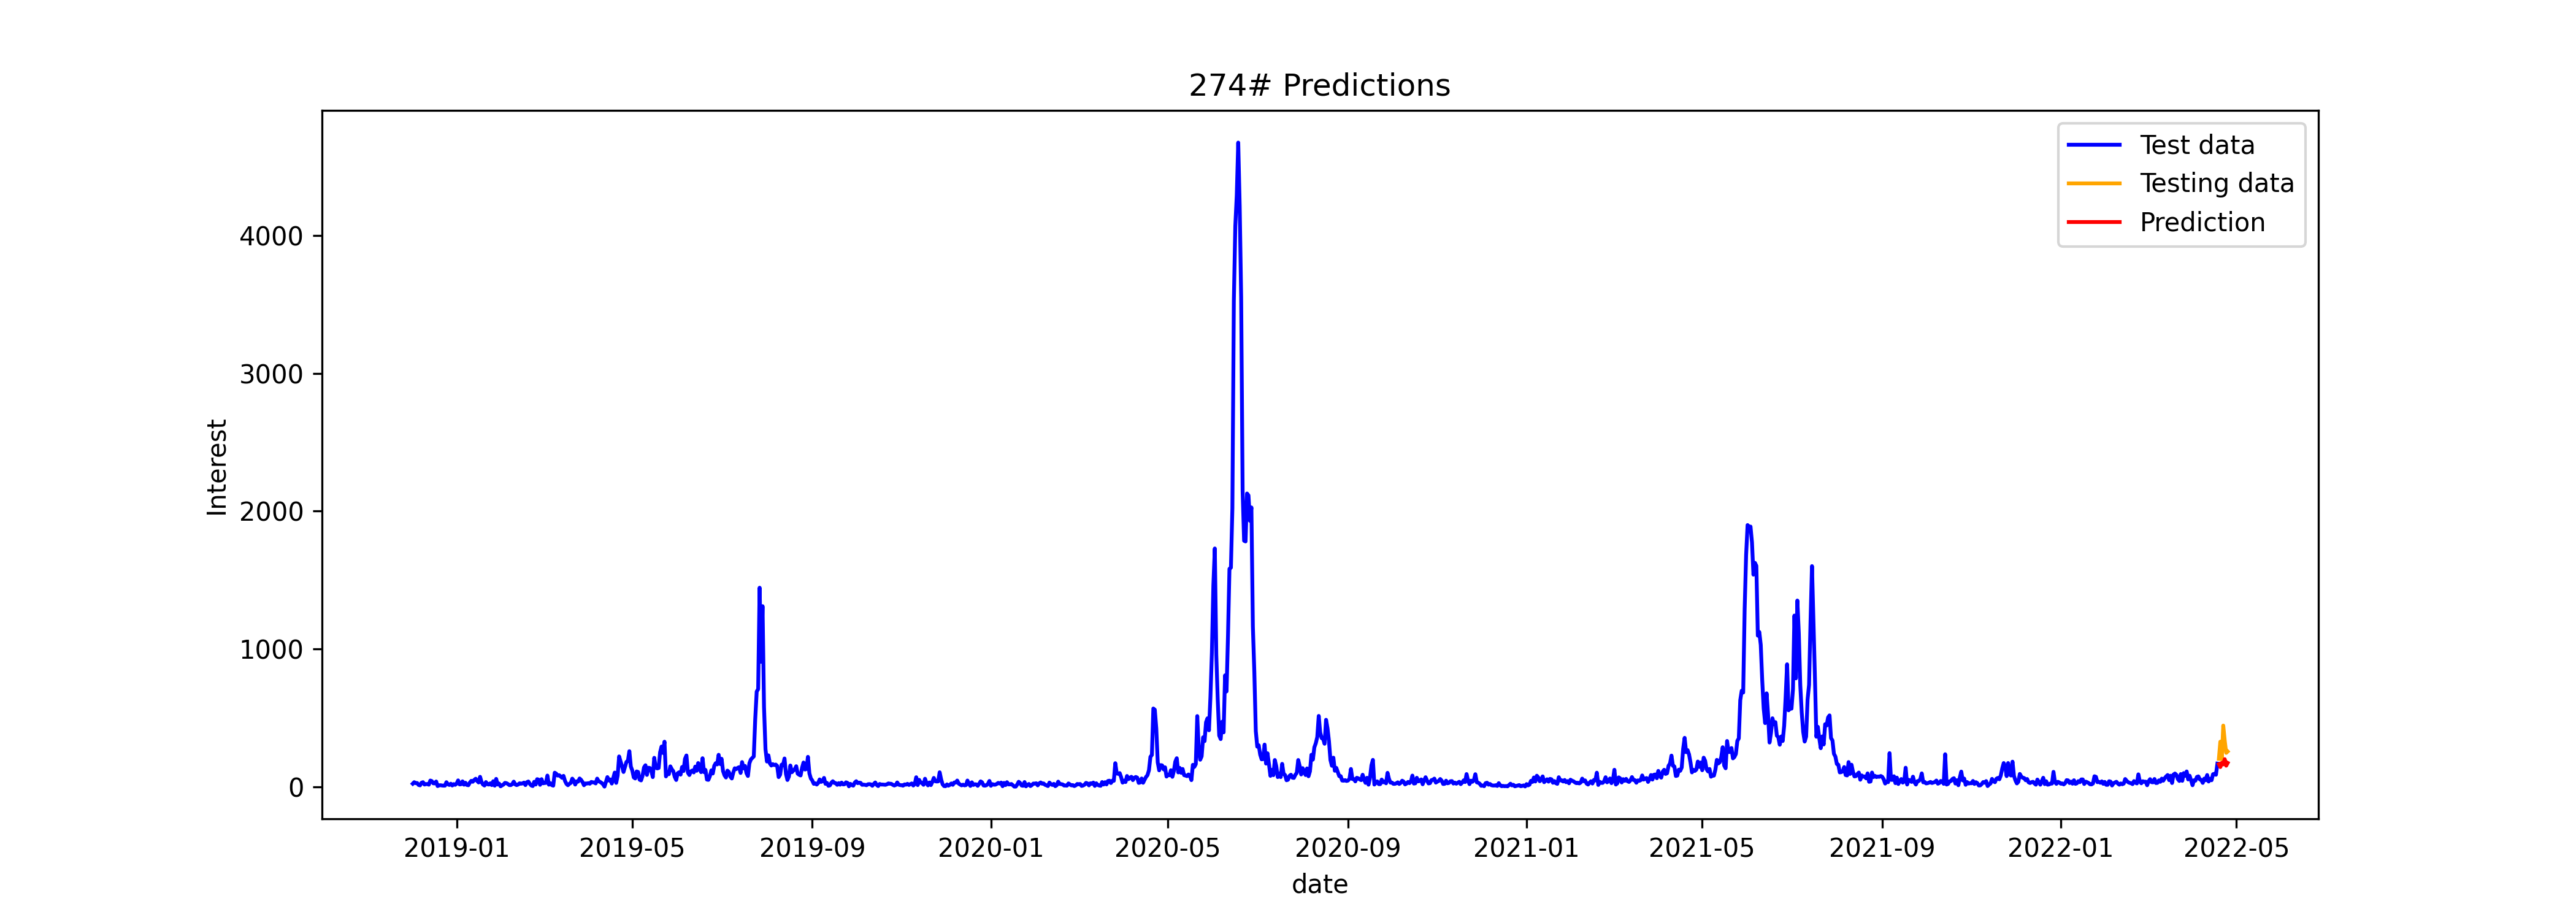 274# Predictions
Test data
Testing data
Prediction
Interest
4000
3000
2000
1000
0
2019-01
2019-05
2019-09
2020-01
2020-05
2020-09
2021-01
2021-05
2021-09
2022-01
2022-05
date